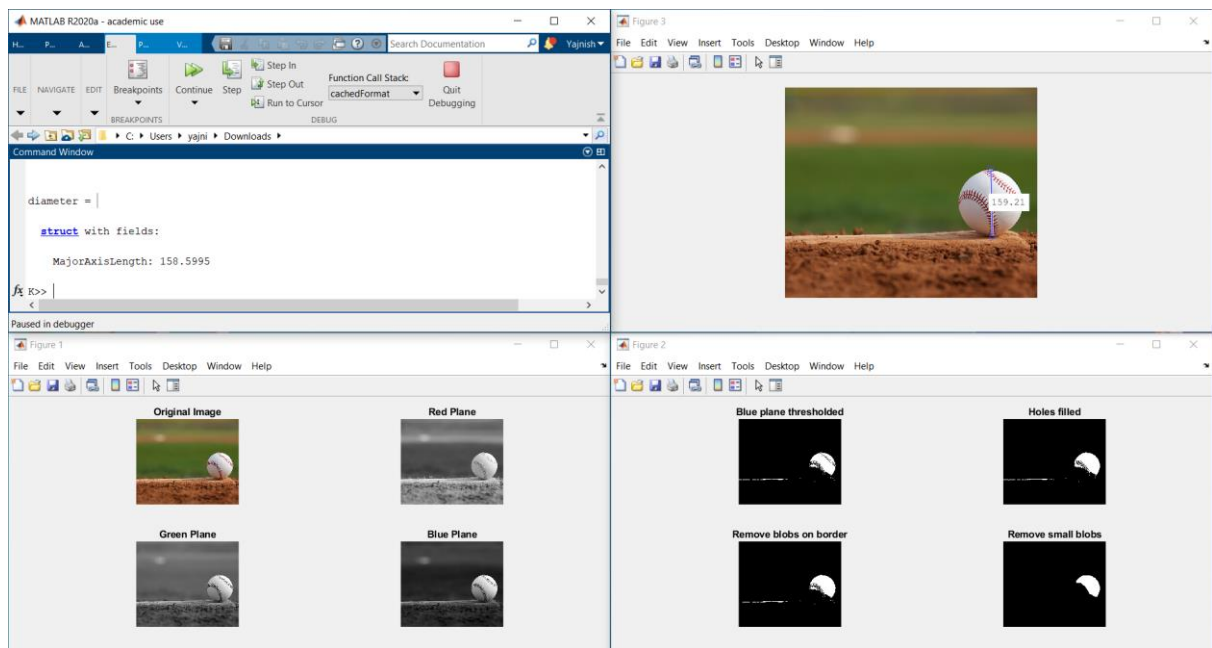 MATLAB R2020a - academic use
H... P... A... E... P... V... Search Documentation Yajnish
FILE NAVIGATE EDIT Breakpoints Continue Step Step In
Step Out
Run to Cursor
Function Call Stack:
cachedFormat
Quit Debugging
BREAKPOINTS DEBUG
C: Users yajni Downloads
Command Window
diameter =
struct with fields:
MajorAxisLength: 158.5995
fx K>>
Paused in debugger
Figure 3
File Edit View Insert Tools Desktop Window Help
159.21
Figure 1
File Edit View Insert Tools Desktop Window Help
Original Image Red Plane
Green Plane Blue Plane
Figure 2
File Edit View Insert Tools Desktop Window Help
Blue plane thresholded Holes filled
Remove blobs on border Remove small blobs